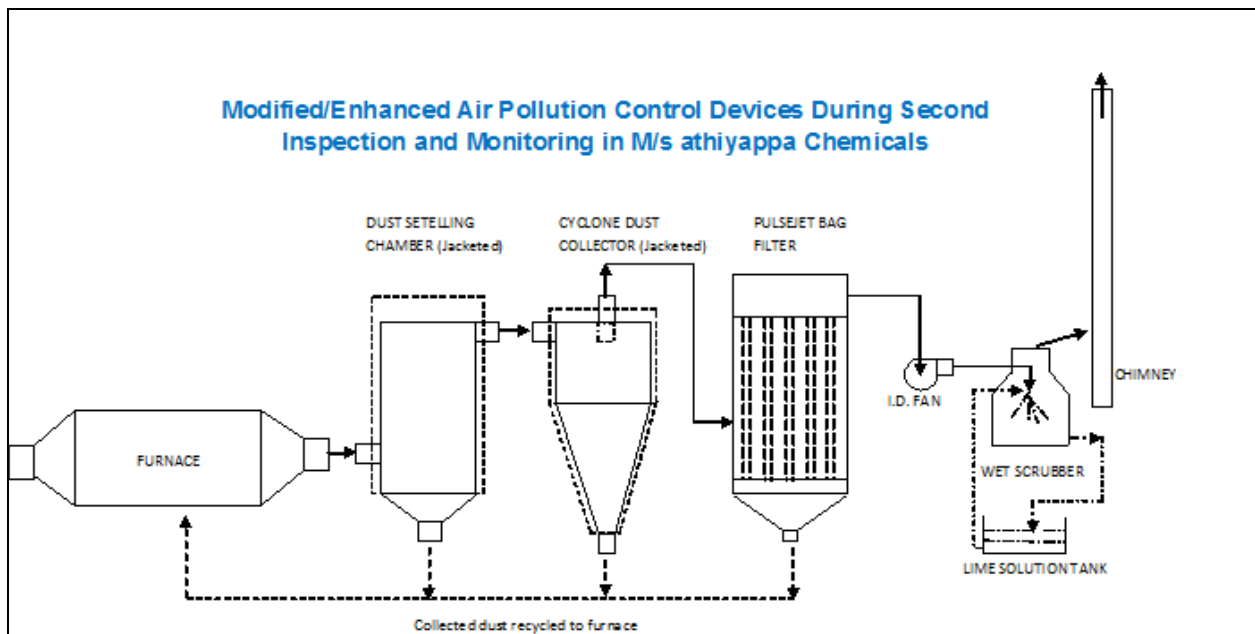 Modified/Enhanced Air Pollution Control Devices During Second
Inspection and Monitoring in M/s athiyappa Chemicals
DUST SETELLING
CHAMBER (Jacketed)
CYCLONE DUST
COLLECTOR (Jacketed)
PULSEJET BAG
FILTER
I.D. FAN
CHIMNEY
FURNACE
WET SCRUBBER
LIME SOLUTION TANK
Collected dust recycled to furnace